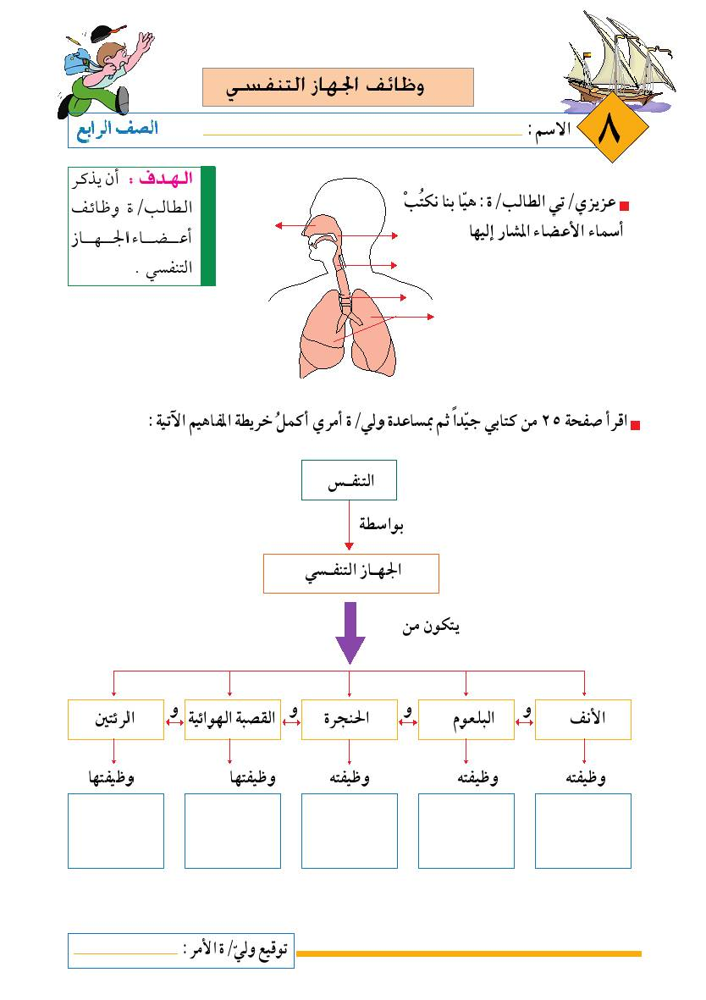 وظائف الجهاز التنفسي
٨
الاسم :
الصف الرابع
عزيزي/ تي الطالب/ ة : هيّا بنا نكتُبْ
أسماء الأعضاء المشار إليها
الهدف : أن يذكر
الطالب/ ة وظائف
أعضاء الجهاز
التنفسي .
اقرأ صفحة ٢٥ من كتابي جيّداً ثم بمساعدة ولي/ ة أمري أكملُ خريطة المفاهيم الآتية :
التنفس
بواسطة
الجهاز التنفسي
يتكون من
الأنف و البلعوم و الحنجرة و القصبة الهوائية و الرئتين
وظيفته وظيفته وظيفته وظيفتها وظيفتها
توقيع وليّ/ ة الأمر :